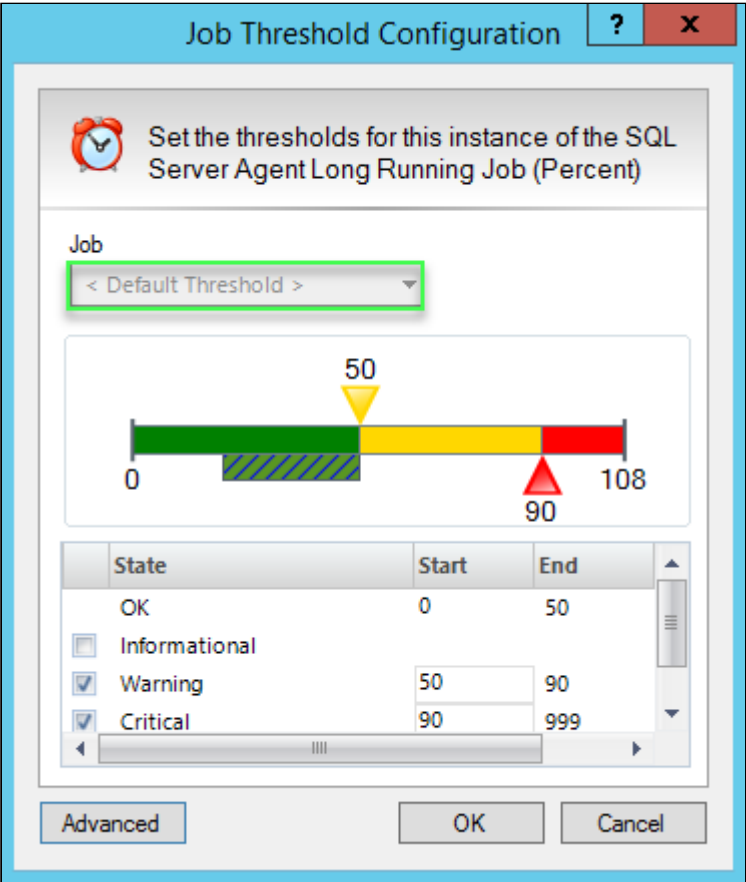 Job Threshold Configuration ? x
Set the thresholds for this instance of the SQL
Server Agent Long Running Job (Percent)
Job
< Default Threshold >
50
0 108
90
State Start End
OK 0 50
Informational
Warning 50 90
Critical 90 999
Advanced OK Cancel